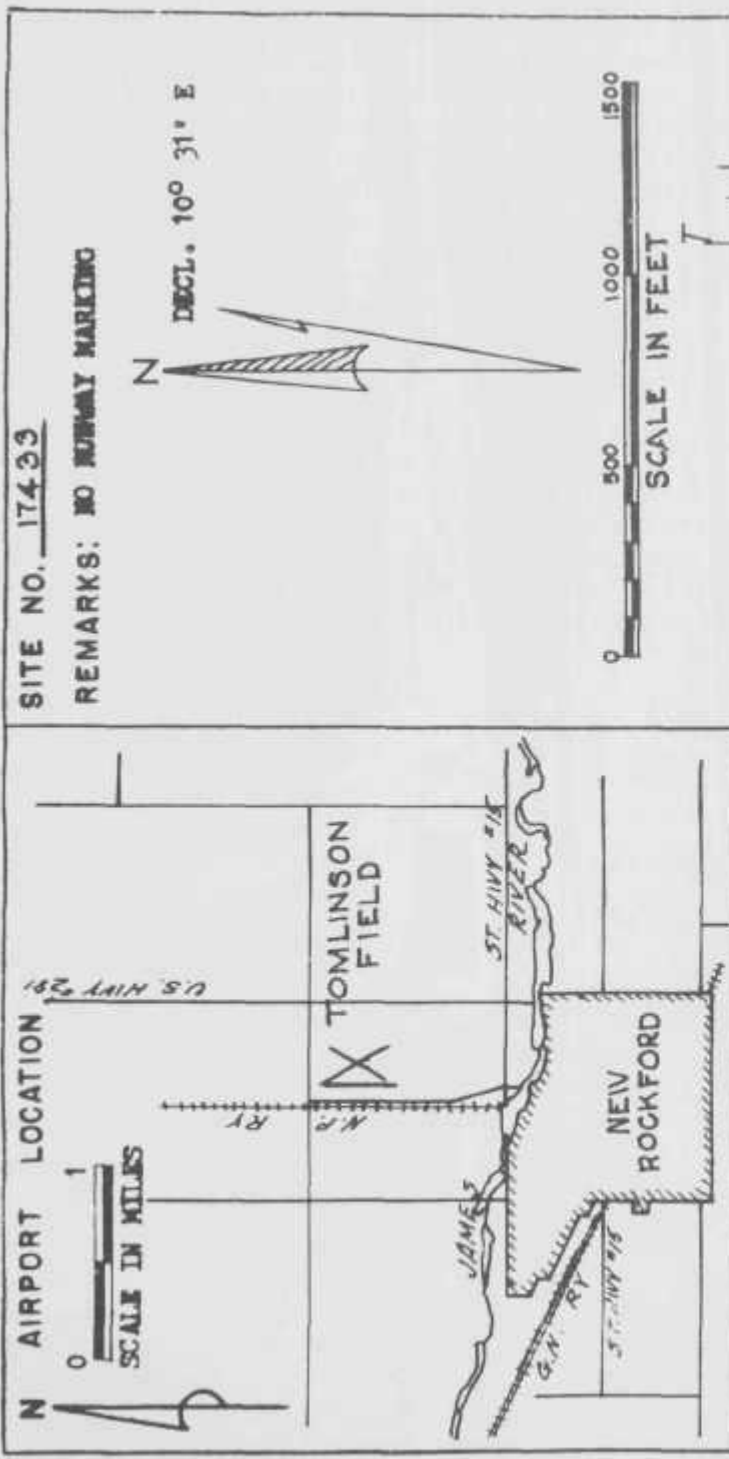 N AIRPORT LOCATION
0 1
SCALE IN MILES
U.S. HWY #281
TOMLINSON
FIELD
N.P. RY
JAMES
ST. HWY #15
RIVER
NEW
ROCKFORD
G.N. RY
ST. HWY #15
SITE NO. 17433
REMARKS: NO RUNWAY MARKING
N
DECL. 10° 31' E
0 500 1000 1500
SCALE IN FEET